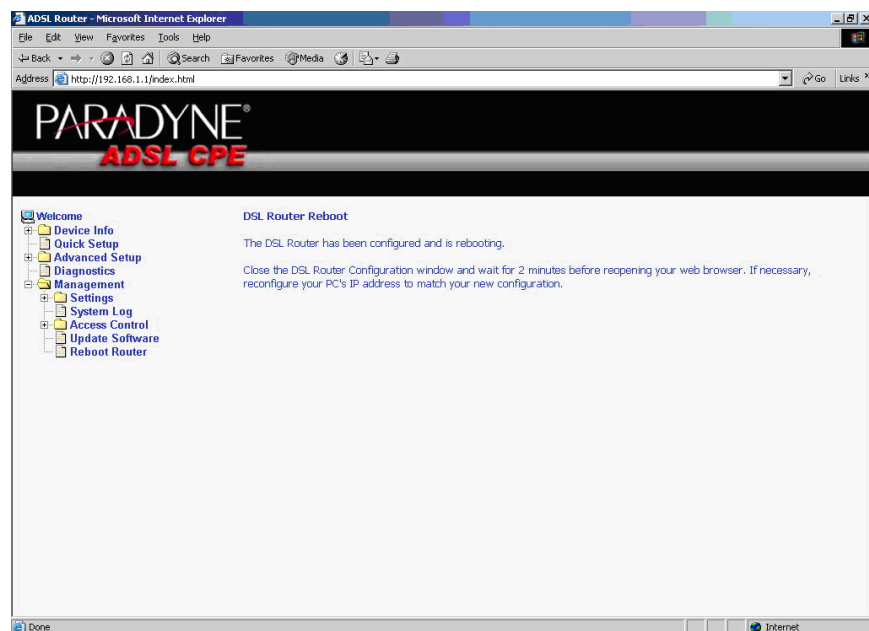 ADSL Router - Microsoft Internet Explorer
File Edit View Favorites Tools Help
Back Search Favorites Media
Address http://192.168.1.1/index.html Go Links
PARADYNE®
ADSL CPE
Welcome
Device Info
Quick Setup
Advanced Setup
Diagnostics
Management
Settings
System Log
Access Control
Update Software
Reboot Router
DSL Router Reboot
The DSL Router has been configured and is rebooting.
Close the DSL Router Configuration window and wait for 2 minutes before reopening your web browser. If necessary,
reconfigure your PC's IP address to match your new configuration.
Done Internet